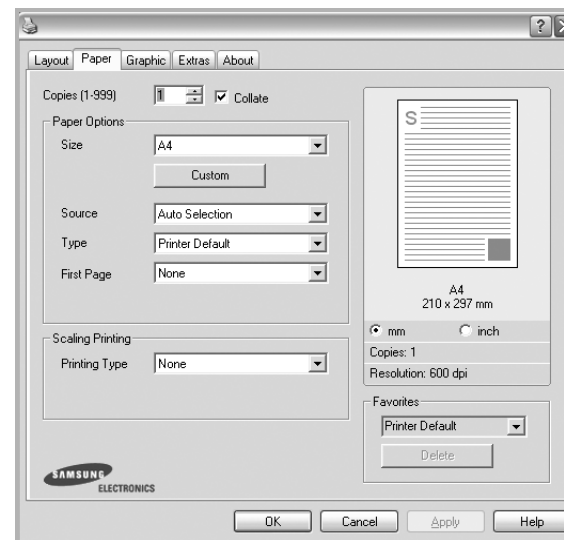 ?
Layout Paper Graphic Extras About
Copies (1-999) 1 Collate
Paper Options
Size A4
Custom
Source Auto Selection
Type Printer Default
First Page None
Scaling Printing
Printing Type None
S
A4
210 x 297 mm
mm inch
Copies: 1
Resolution: 600 dpi
Favorites
Printer Default
Delete
SAMSUNG
ELECTRONICS
OK Cancel Apply Help